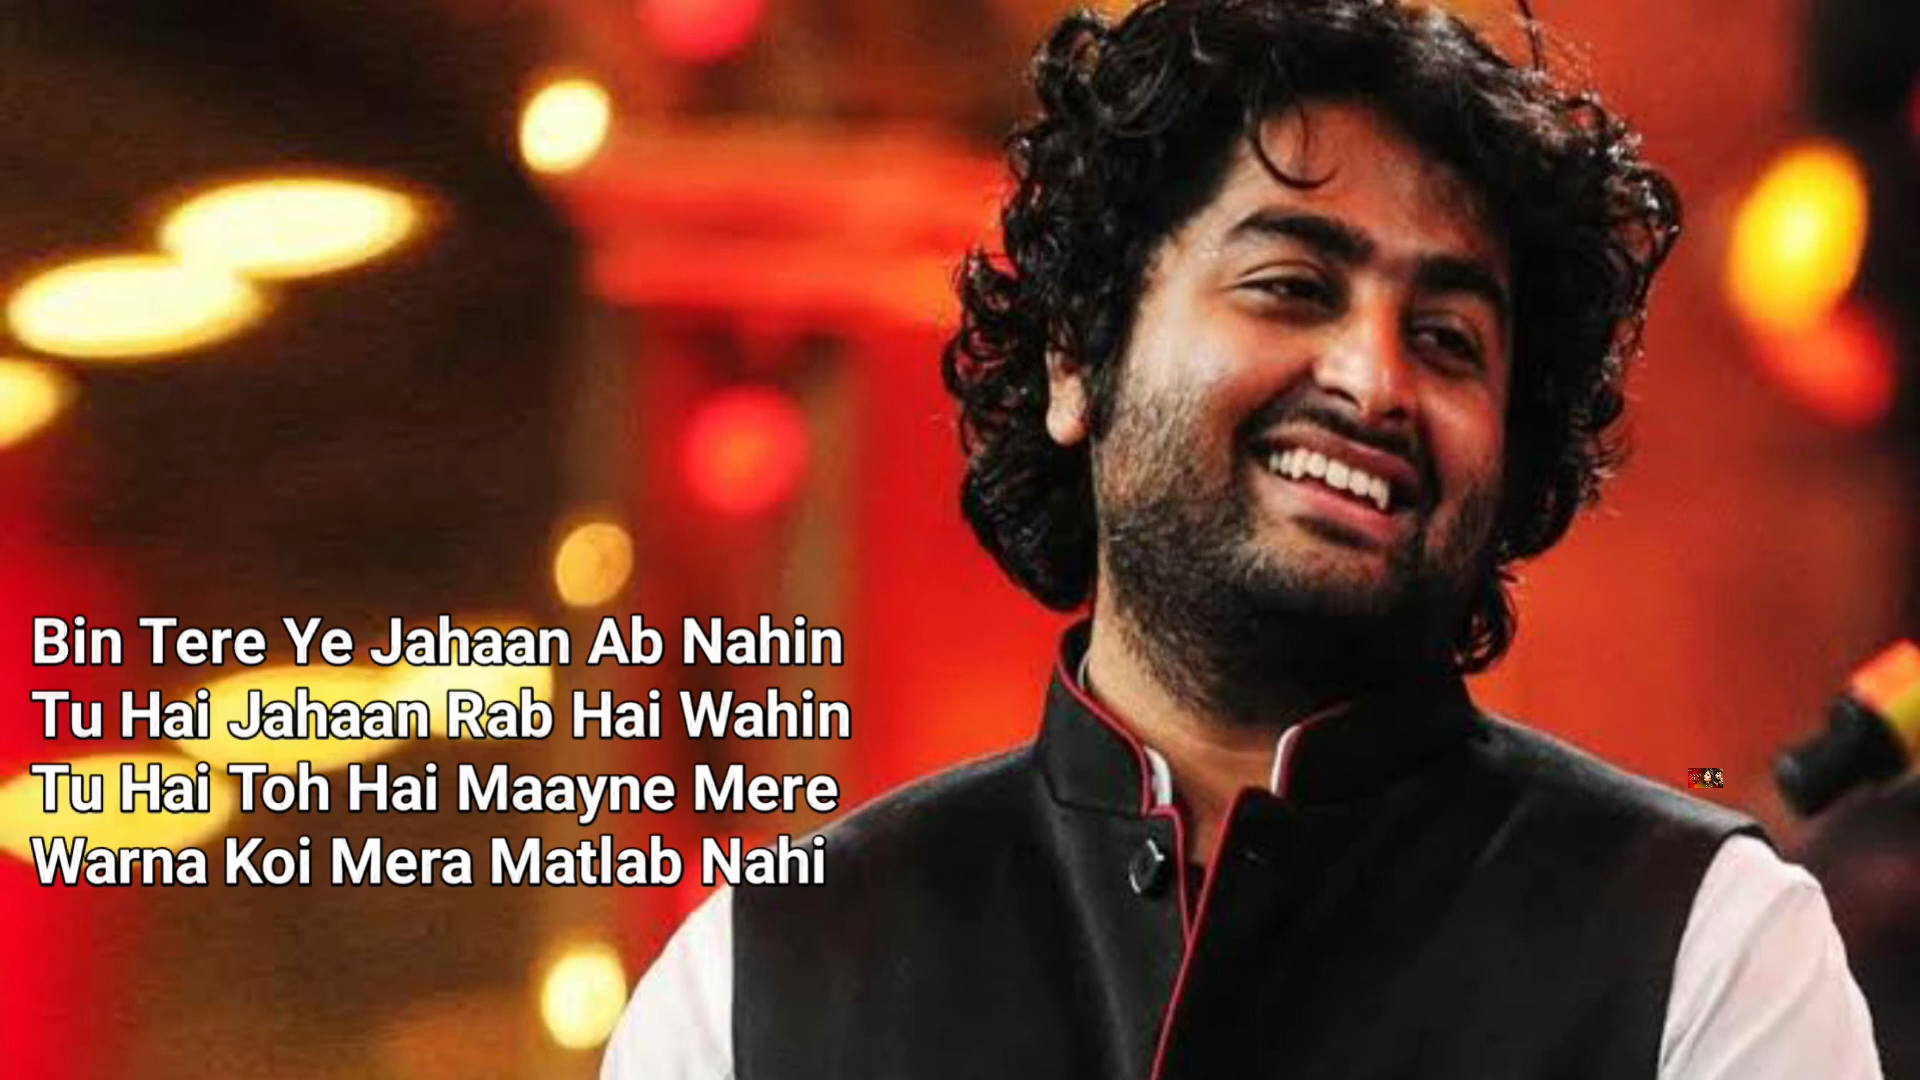 Bin Tere Ye Jahaan Ab Nahin
Tu Hai Jahaan Rab Hai Wahin
Tu Hai Toh Hai Maayne Mere
Warna Koi Mera Matlab Nahi